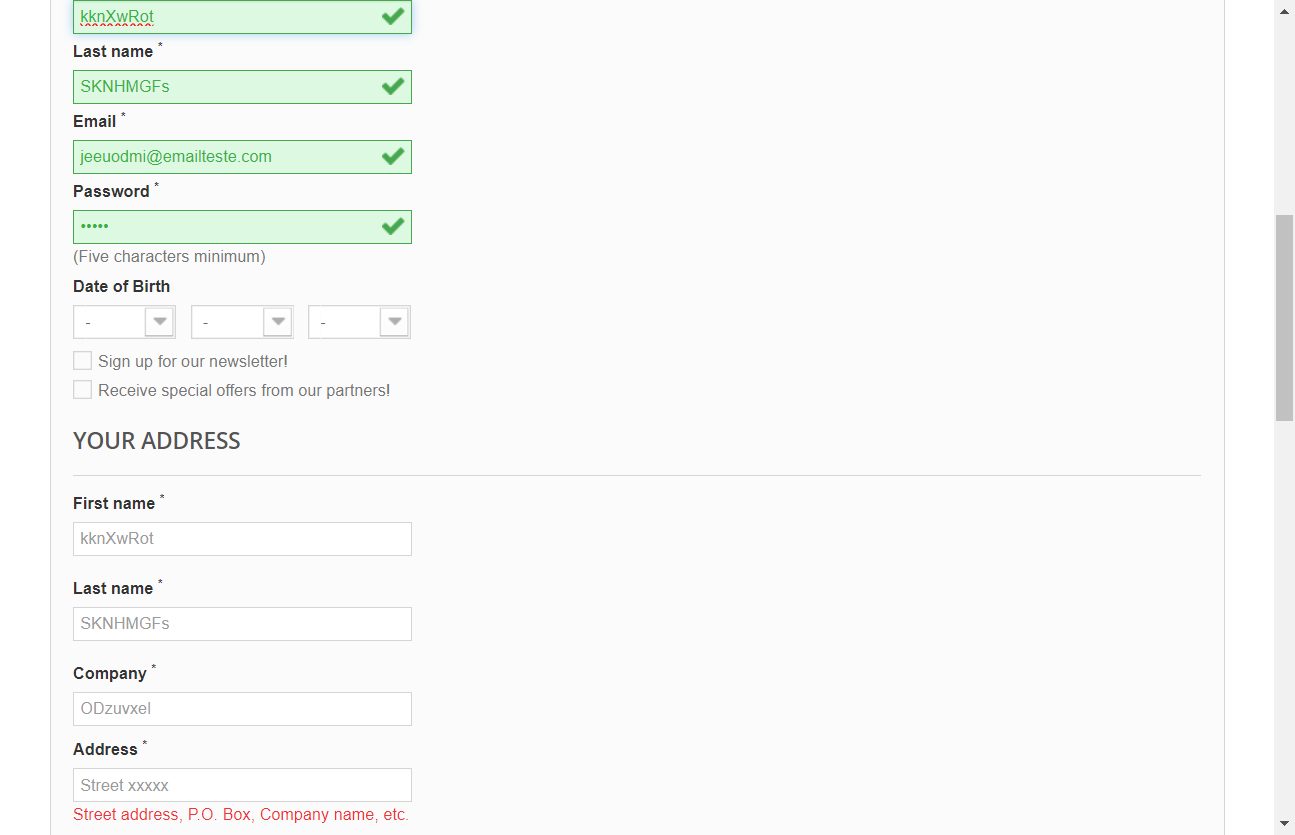 kknXwRot
Last name *
SKNHMGFs
Email *
jeeuodmi@emailteste.com
Password *
•••••
(Five characters minimum)
Date of Birth
- - -
Sign up for our newsletter!
Receive special offers from our partners!
YOUR ADDRESS
First name *
kknXwRot
Last name *
SKNHMGFs
Company *
ODzuvxel
Address *
Street xxxxx
Street address, P.O. Box, Company name, etc.